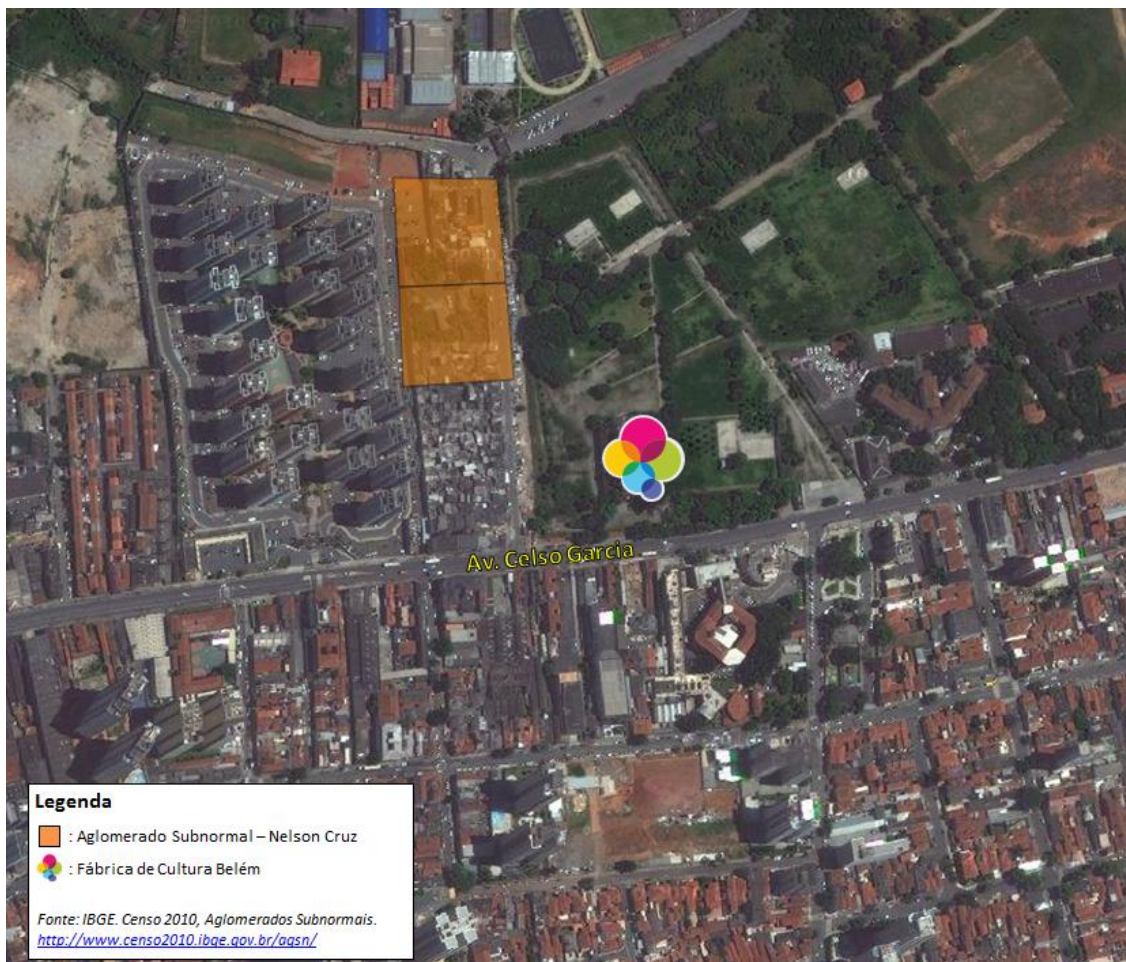 Av. Celso Garcia
Legenda
: Aglomerado Subnormal – Nelson Cruz
: Fábrica de Cultura Belém
Fonte: IBGE. Censo 2010, Aglomerados Subnormais.
http://www.censo2010.ibge.gov.br/agsn/